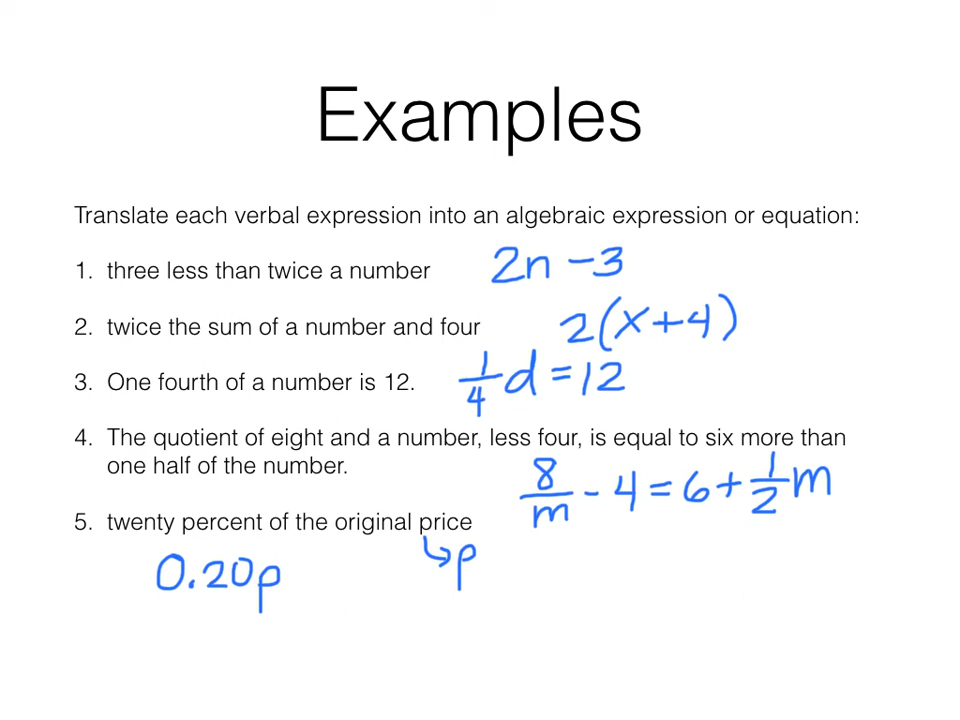 Examples
Translate each verbal expression into an algebraic expression or equation:
1. three less than twice a number 2n - 3
2. twice the sum of a number and four 2(x+4)
3. One fourth of a number is 12. 1/4 d = 12
4. The quotient of eight and a number, less four, is equal to six more than
one half of the number. 8/m - 4 = 6 + 1/2 m
5. twenty percent of the original price
0.20p ↳p